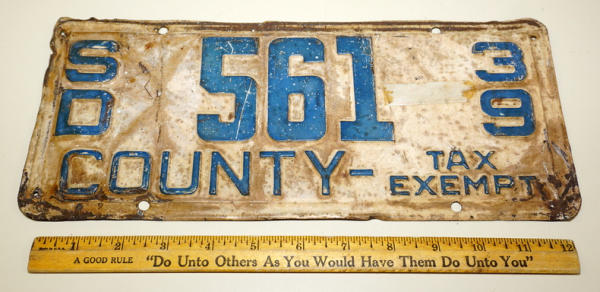 SD 561 39
COUNTY- TAX EXEMPT
1 2 3 4 5 6 7 8 9 10 11 12
A GOOD RULE "Do Unto Others As You Would Have Them Do Unto You"